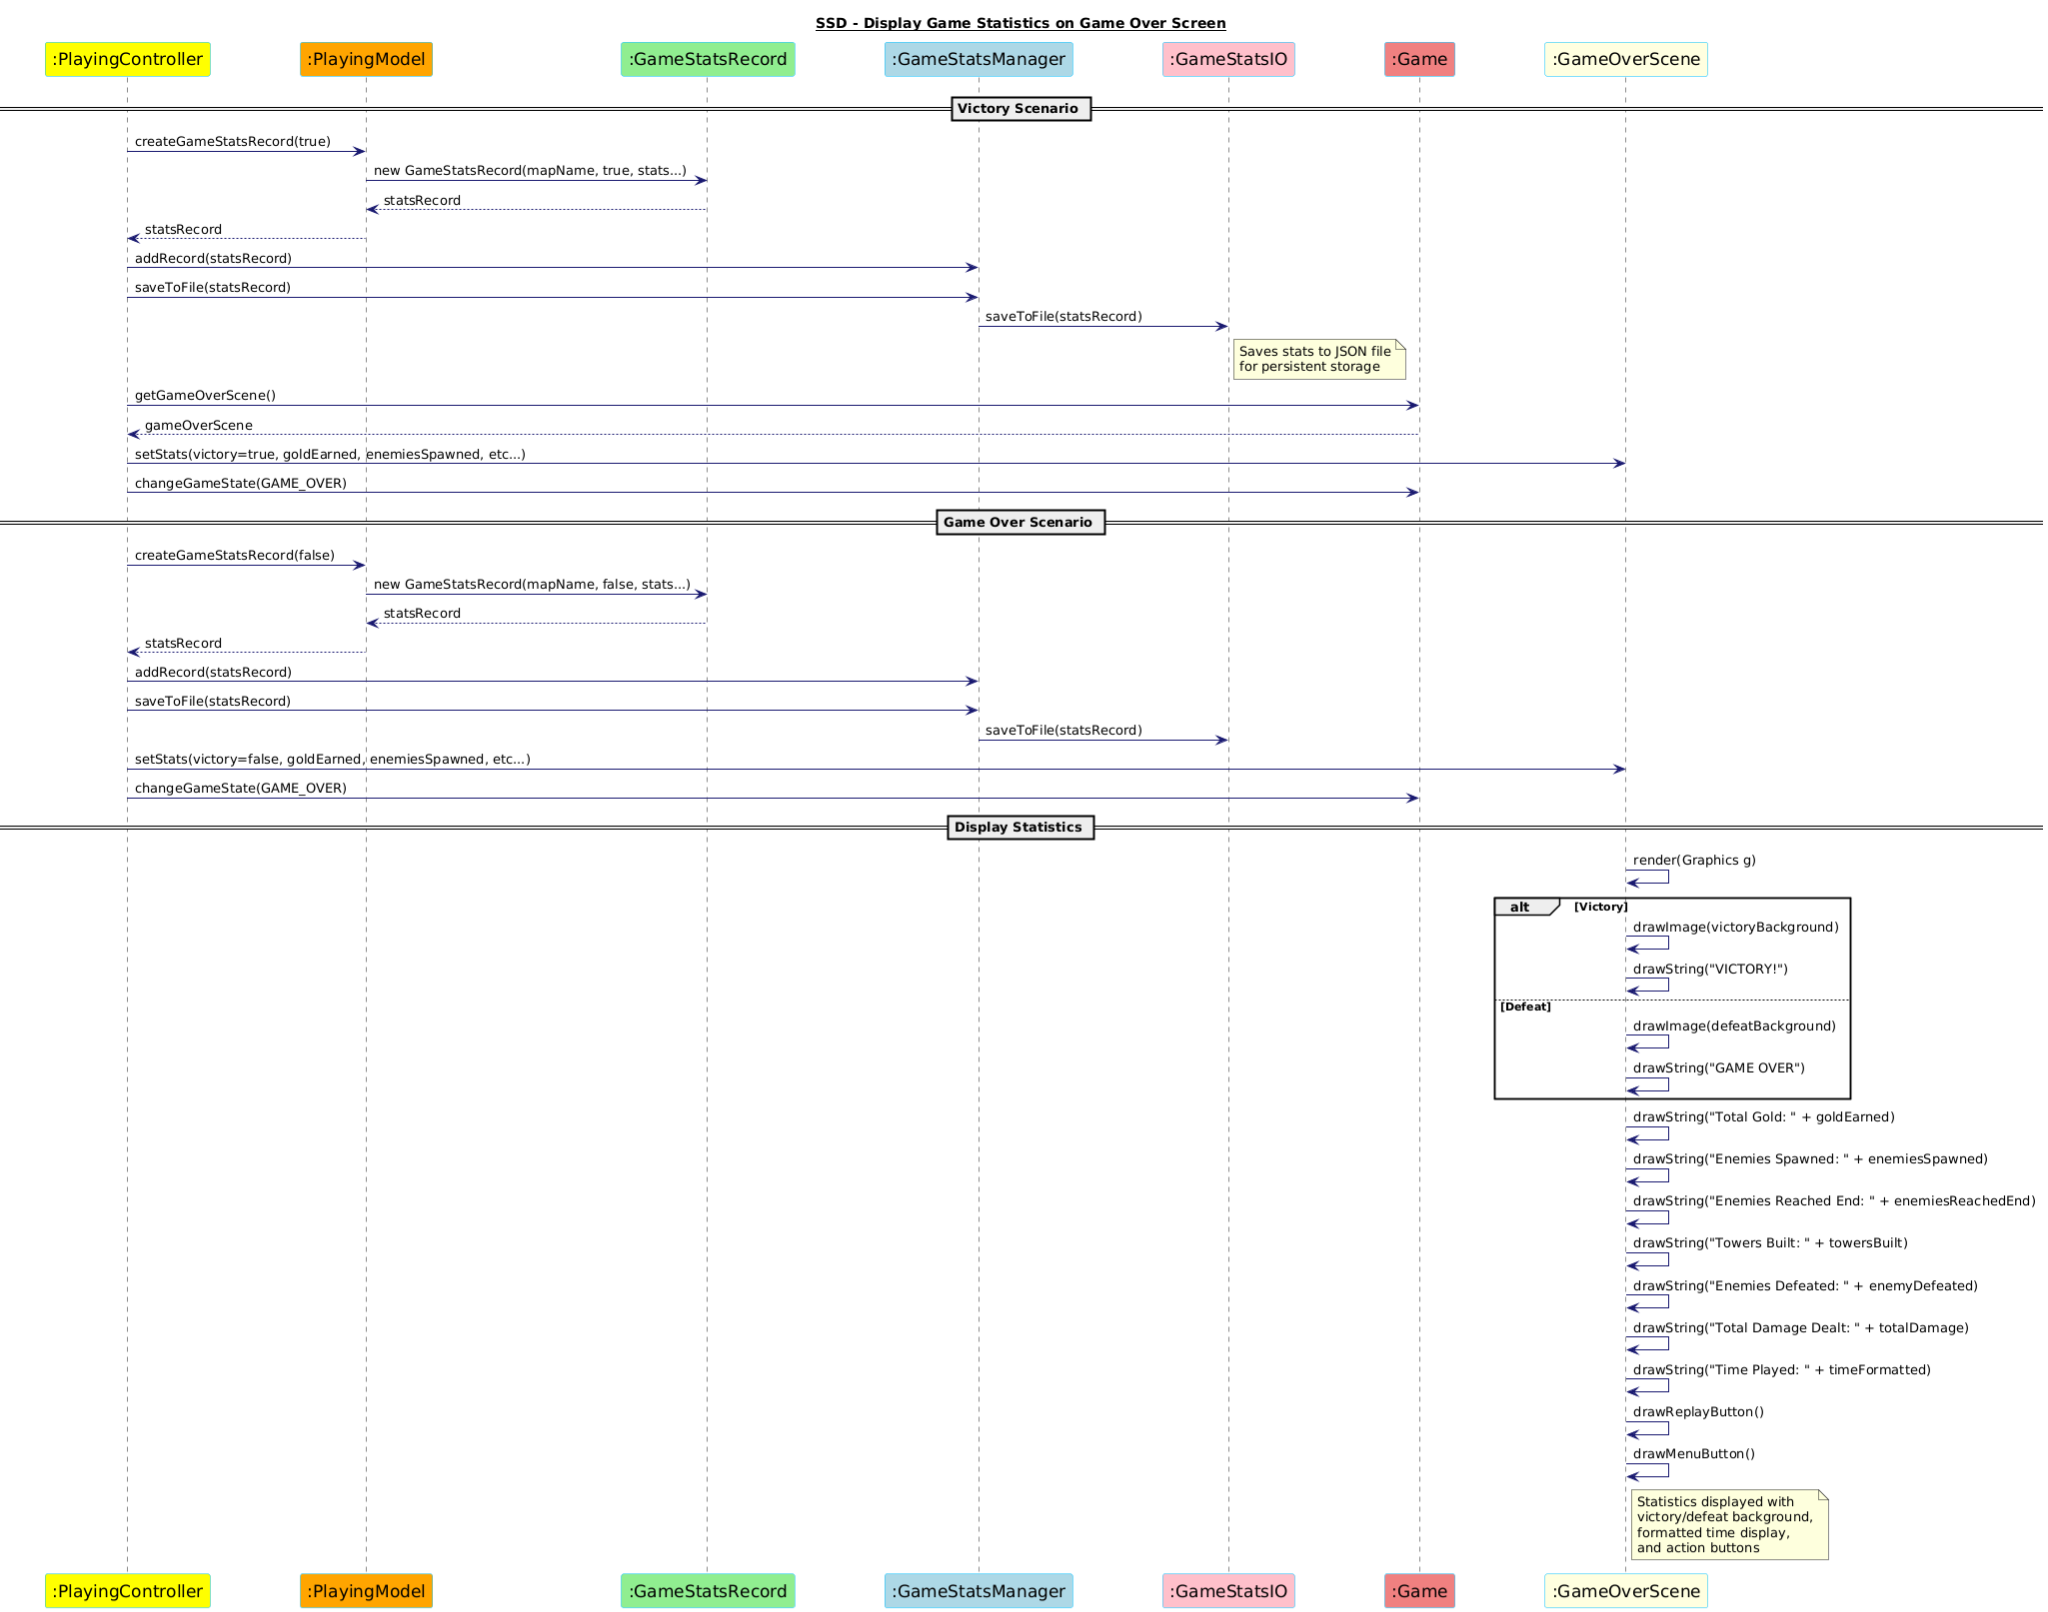 SSD - Display Game Statistics on Game Over Screen
:PlayingController :PlayingModel :GameStatsRecord :GameStatsManager :GameStatsIO :Game :GameOverScene
Victory Scenario
createGameStatsRecord(true)
new GameStatsRecord(mapName, true, stats...)
statsRecord
statsRecord
addRecord(statsRecord)
saveToFile(statsRecord)
saveToFile(statsRecord)
Saves stats to JSON file
for persistent storage
getGameOverScene()
gameOverScene
setStats(victory=true, goldEarned, enemiesSpawned, etc...)
changeGameState(GAME_OVER)
Game Over Scenario
createGameStatsRecord(false)
new GameStatsRecord(mapName, false, stats...)
statsRecord
statsRecord
addRecord(statsRecord)
saveToFile(statsRecord)
saveToFile(statsRecord)
setStats(victory=false, goldEarned, enemiesSpawned, etc...)
changeGameState(GAME_OVER)
Display Statistics
render(Graphics g)
alt [Victory]
drawImage(victoryBackground)
drawString("VICTORY!")
[Defeat]
drawImage(defeatBackground)
drawString("GAME OVER")
drawString("Total Gold: " + goldEarned)
drawString("Enemies Spawned: " + enemiesSpawned)
drawString("Enemies Reached End: " + enemiesReachedEnd)
drawString("Towers Built: " + towersBuilt)
drawString("Enemies Defeated: " + enemyDefeated)
drawString("Total Damage Dealt: " + totalDamage)
drawString("Time Played: " + timeFormatted)
drawReplayButton()
drawMenuButton()
Statistics displayed with
victory/defeat background,
formatted time display,
and action buttons
:PlayingController :PlayingModel :GameStatsRecord :GameStatsManager :GameStatsIO :Game :GameOverScene